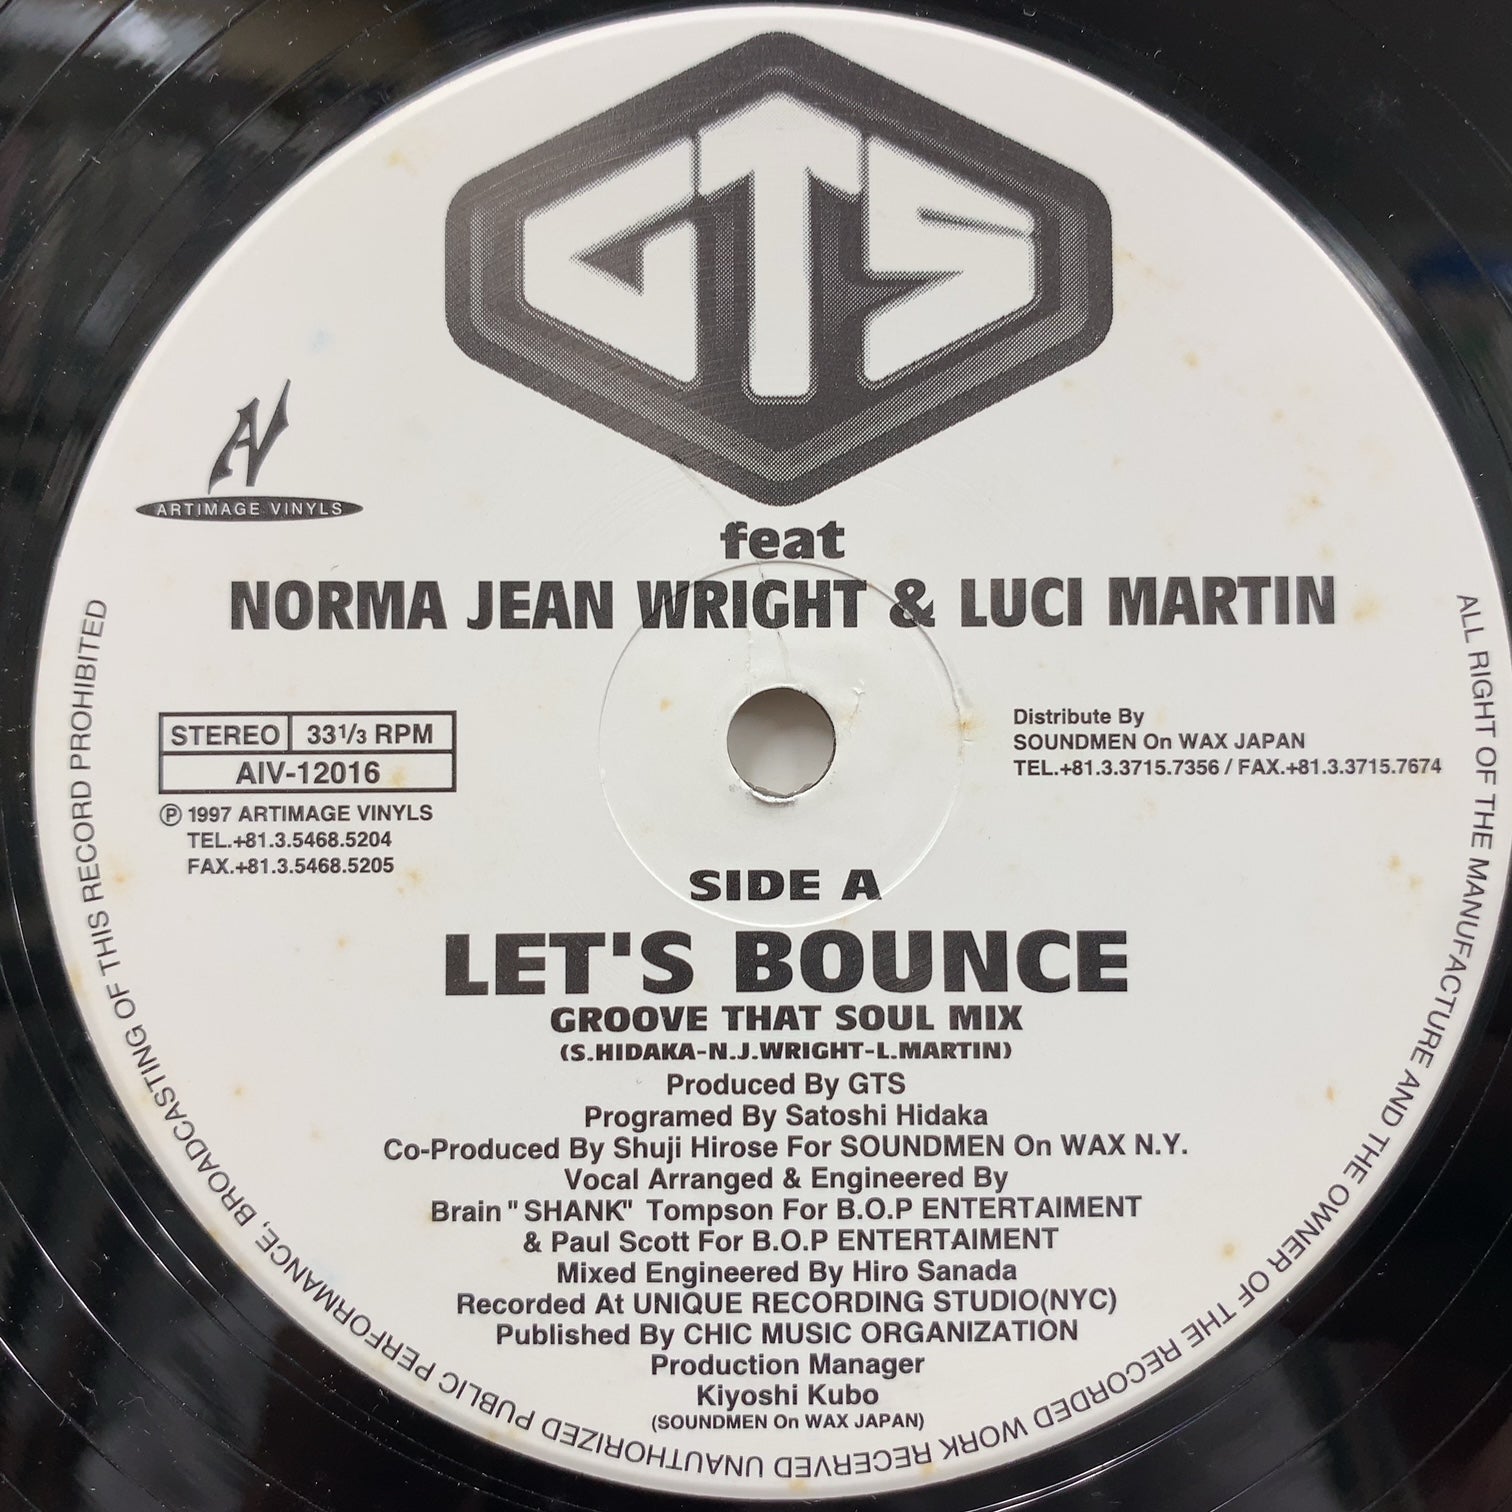 GTS
AV
ARTIMAGE VINYLS
feat
NORMA JEAN WRIGHT & LUCI MARTIN
STEREO 33 1/3 RPM
AIV-12016
℗ 1997 ARTIMAGE VINYLS
TEL.+81.3.5468.5204
FAX.+81.3.5468.5205
Distribute By
SOUNDMEN On WAX JAPAN
TEL.+81.3.3715.7356 / FAX.+81.3.3715.7674
SIDE A
LET'S BOUNCE
GROOVE THAT SOUL MIX
(S.HIDAKA-N.J.WRIGHT-L.MARTIN)
Produced By GTS
Programed By Satoshi Hidaka
Co-Produced By Shuji Hirose For SOUNDMEN On WAX N.Y.
Vocal Arranged & Engineered By
Brain "SHANK" Tompson For B.O.P ENTERTAIMENT
& Paul Scott For B.O.P ENTERTAIMENT
Mixed Engineered By Hiro Sanada
Recorded At UNIQUE RECORDING STUDIO(NYC)
Published By CHIC MUSIC ORGANIZATION
Production Manager
Kiyoshi Kubo
(SOUNDMEN On WAX JAPAN)
ALL RIGHT OF THE MANUFACTURE AND THE OWNER OF THE RECORDED WORK RECERVED UNAUTHORIZED PUBLIC PERFORMANCE, BROADCASTING OF THIS RECORD PROHIBITED